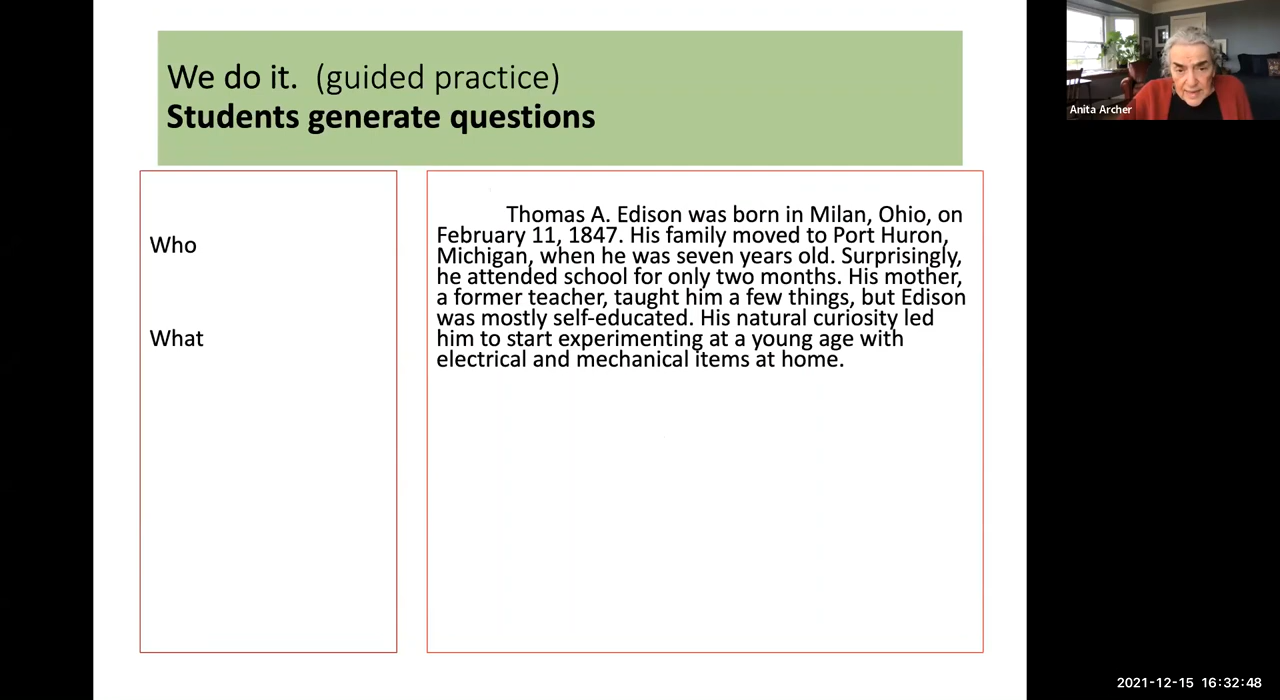 We do it.  (guided practice)
Students generate questions
Who
What
Thomas A. Edison was born in Milan, Ohio, on
February 11, 1847. His family moved to Port Huron,
Michigan, when he was seven years old. Surprisingly,
he attended school for only two months. His mother,
a former teacher, taught him a few things, but Edison
was mostly self-educated. His natural curiosity led
him to start experimenting at a young age with
electrical and mechanical items at home.
Anita Archer
2021-12-15 16:32:48